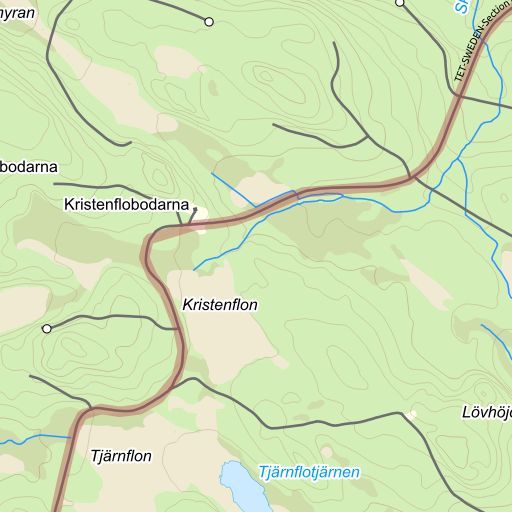 myran
TET-SWEDEN-Section
bodarna
Kristenflobodarna
Kristenflon
Lövhöjd
Tjärnflon
Tjärnflotjärnen